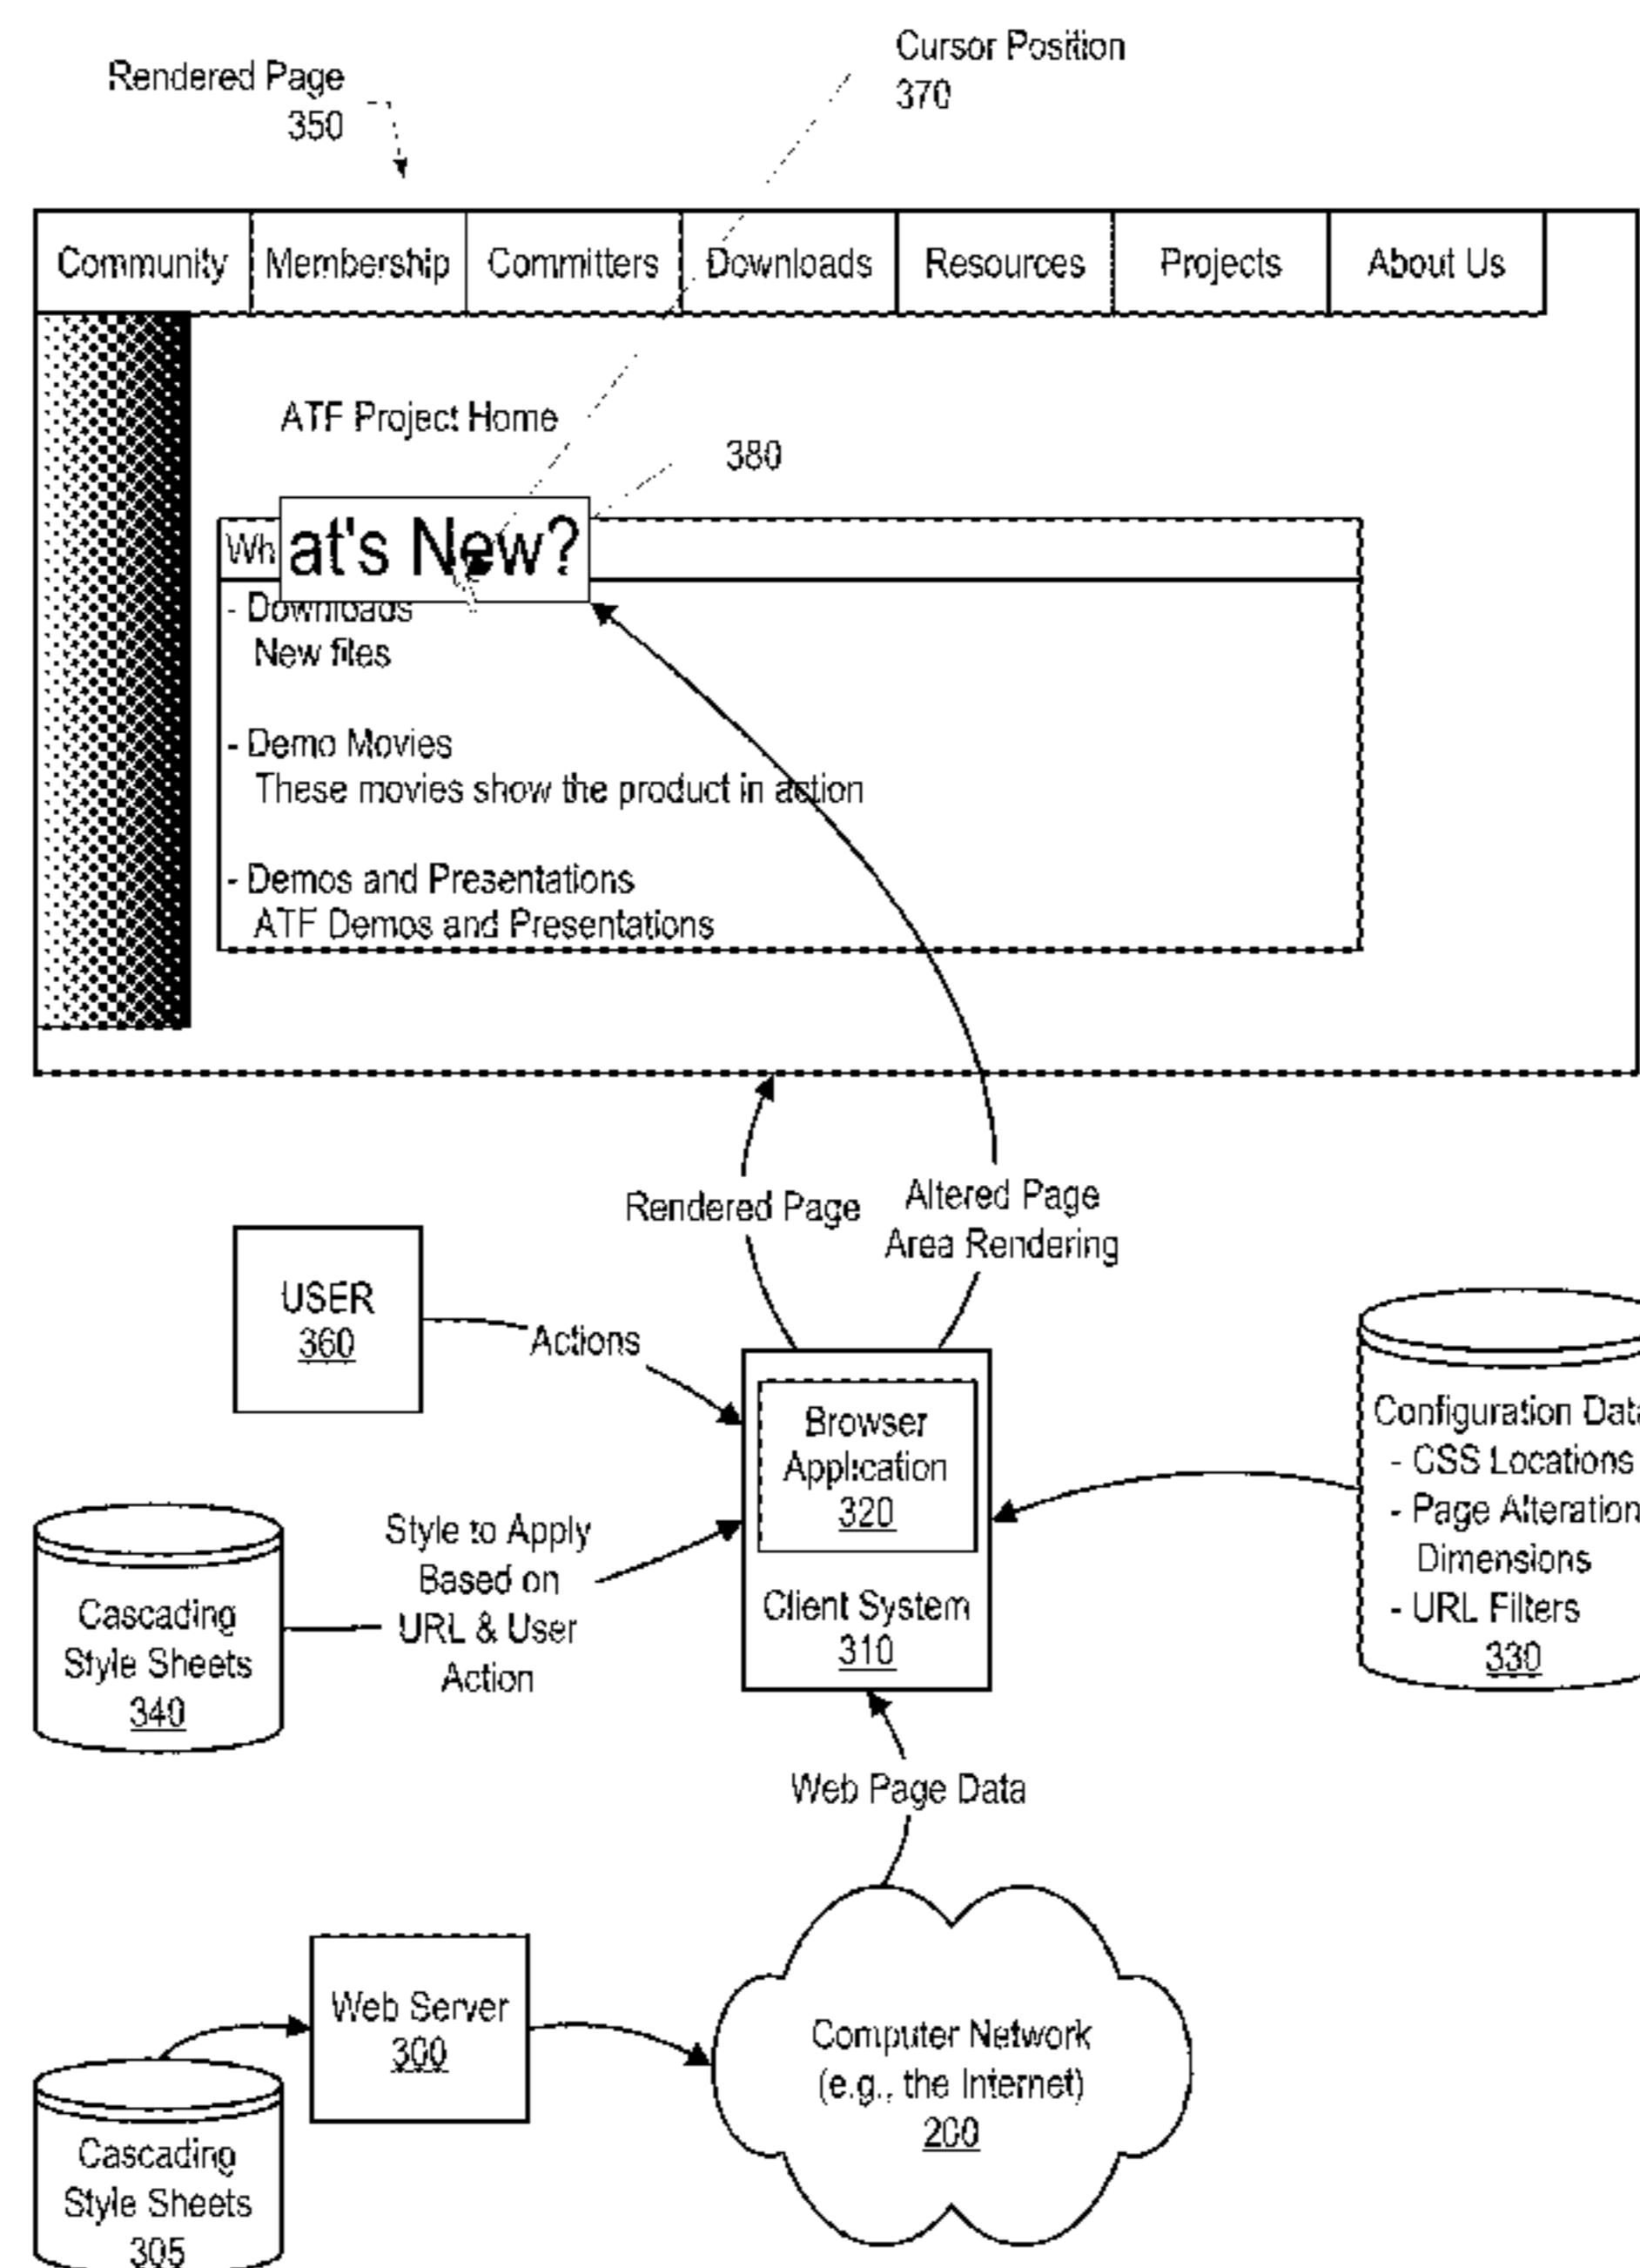 Rendered Page
350
Cursor Position
370
Community Membership Committers Downloads Resources Projects About Us
ATF Project Home
380
Wh at's New?
- Downloads
New files
- Demo Movies
These movies show the product in action
- Demos and Presentations
ATF Demos and Presentations
Rendered Page
Altered Page
Area Rendering
USER
360
Actions
Browser
Application
320
Client System
310
Configuration Data
- CSS Locations
- Page Alteration
Dimensions
- URL Filters
330
Style to Apply
Based on
URL & User
Action
Cascading
Style Sheets
340
Web Page Data
Web Server
300
Computer Network
(e.g., the Internet)
200
Cascading
Style Sheets
305